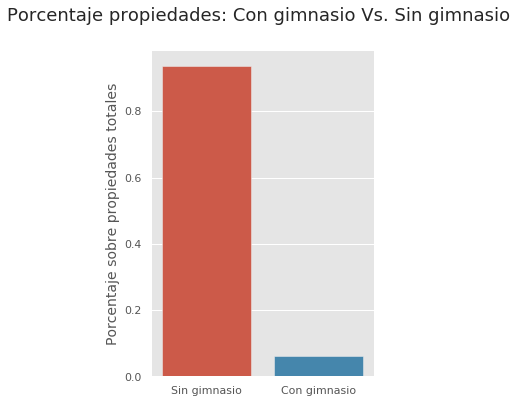 Porcentaje propiedades: Con gimnasio Vs. Sin gimnasio
Porcentaje sobre propiedades totales
0.8
0.6
0.4
0.2
0.0
Sin gimnasio
Con gimnasio